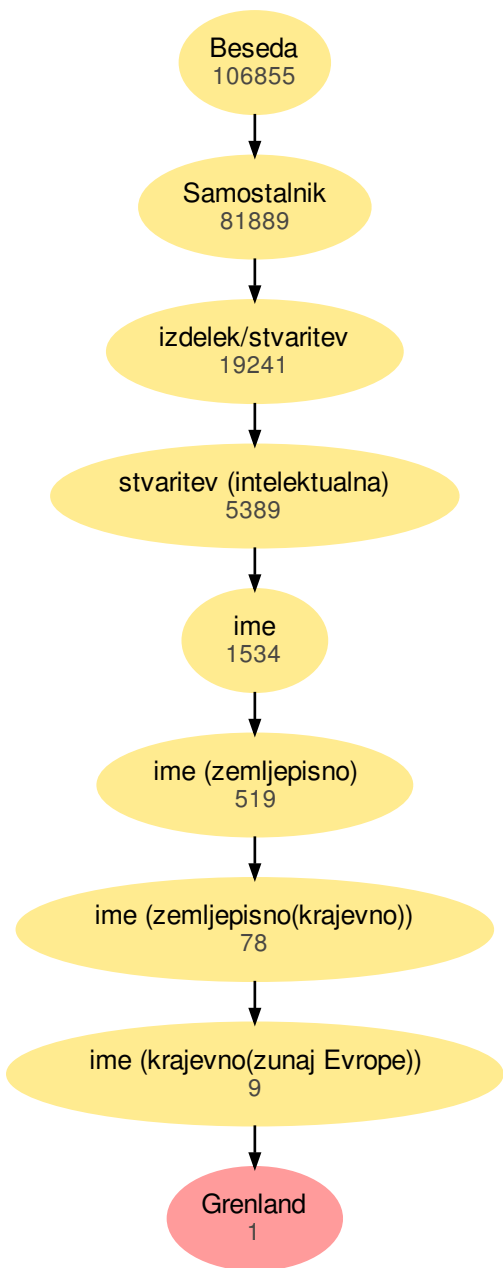 Beseda
106855
Samostalnik
81889
izdelek/stvaritev
19241
stvaritev (intelektualna)
5389
ime
1534
ime (zemljepisno)
519
ime (zemljepisno(krajevno))
78
ime (krajevno(zunaj Evrope))
9
Grenland
1